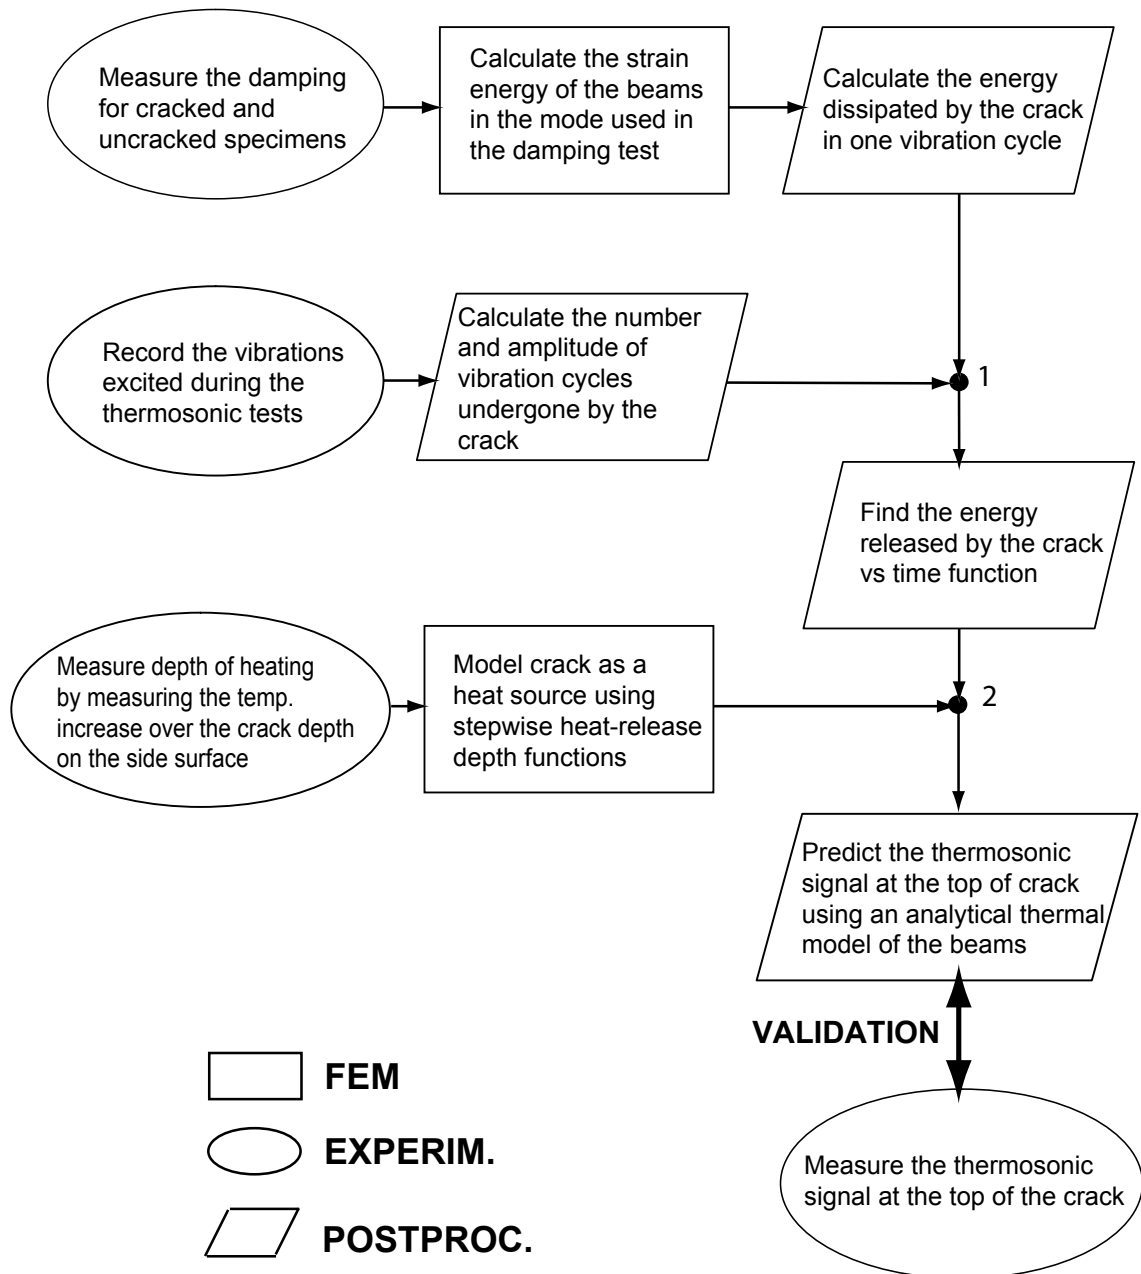 Measure the damping
for cracked and
uncracked specimens
Calculate the strain
energy of the beams
in the mode used in
the damping test
Calculate the energy
dissipated by the crack
in one vibration cycle
Record the vibrations
excited during the
thermosonic tests
Calculate the number
and amplitude of
vibration cycles
undergone by the
crack
1
Find the energy
released by the crack
vs time function
Measure depth of heating
by measuring the temp.
increase over the crack depth
on the side surface
Model crack as a
heat source using
stepwise heat-release
depth functions
2
Predict the thermosonic
signal at the top of crack
using an analytical thermal
model of the beams
VALIDATION
Measure the thermosonic
signal at the top of the crack
FEM
EXPERIM.
POSTPROC.